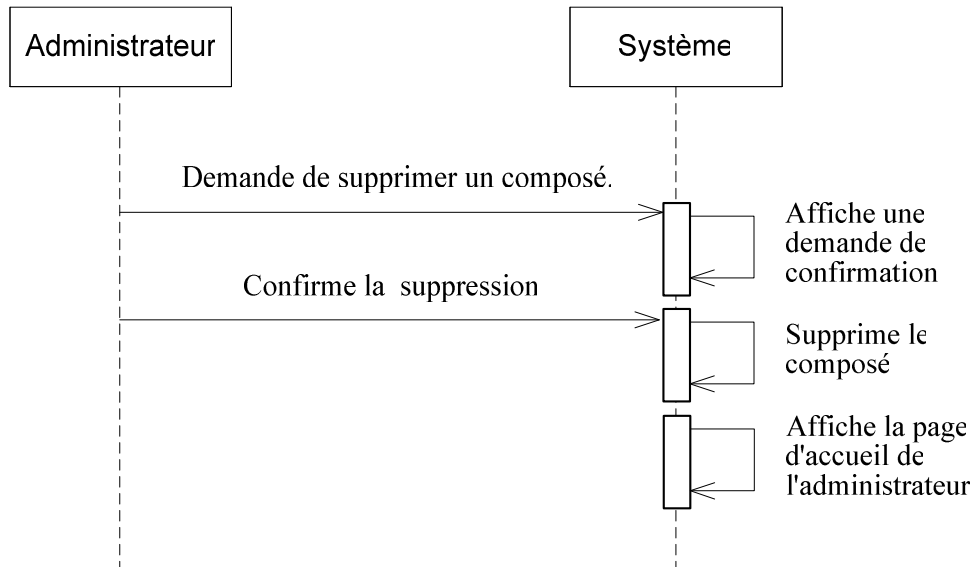 Administrateur
Système
Demande de supprimer un composé.
Affiche une
demande de
confirmation
Confirme la suppression
Supprime le
composé
Affiche la page
d'accueil de
l'administrateur